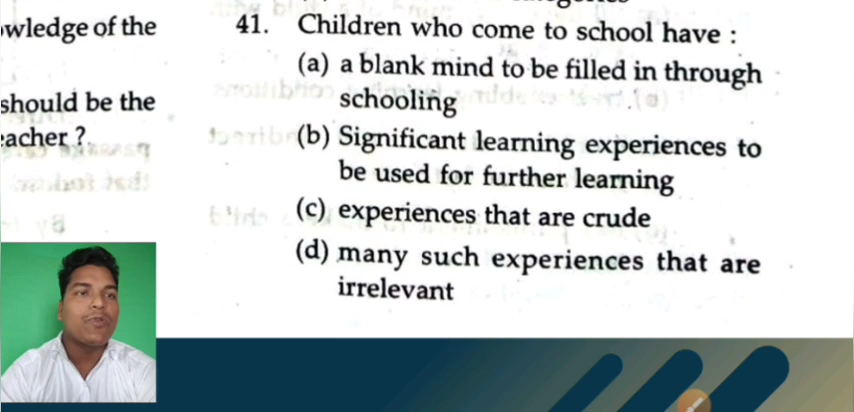 wledge of the
should be the
eacher ?
41. Children who come to school have :
(a) a blank mind to be filled in through
schooling
(b) Significant learning experiences to
be used for further learning
(c) experiences that are crude
(d) many such experiences that are
irrelevant